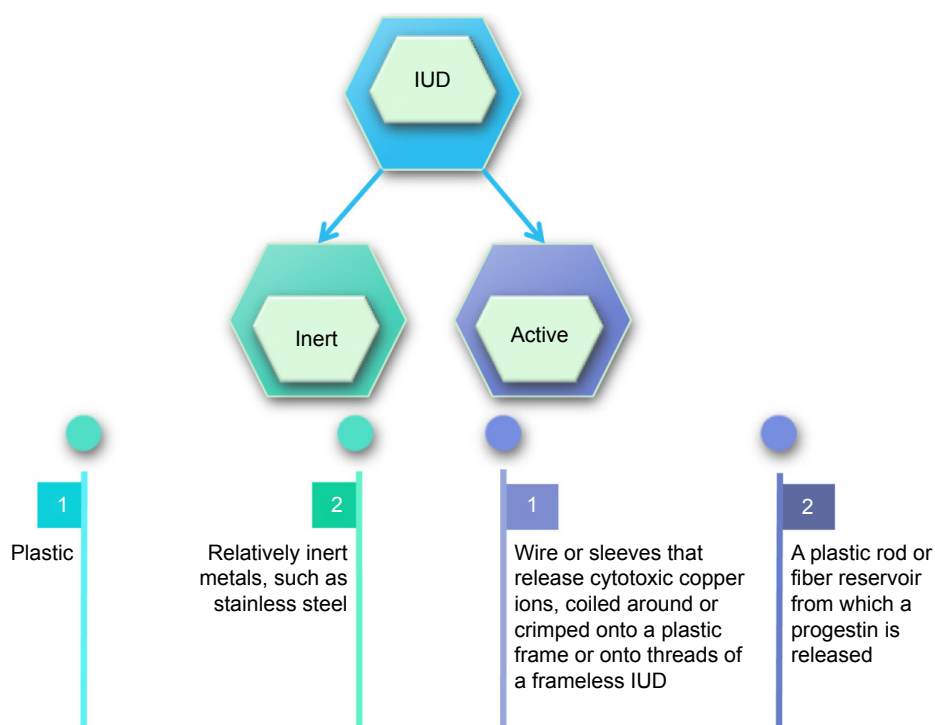 IUD
Inert
Active
1
Plastic
2
Relatively inert
metals, such as
stainless steel
1
Wire or sleeves that
release cytotoxic copper
ions, coiled around or
crimped onto a plastic
frame or onto threads of
a frameless IUD
2
A plastic rod or
fiber reservoir
from which a
progestin is
released